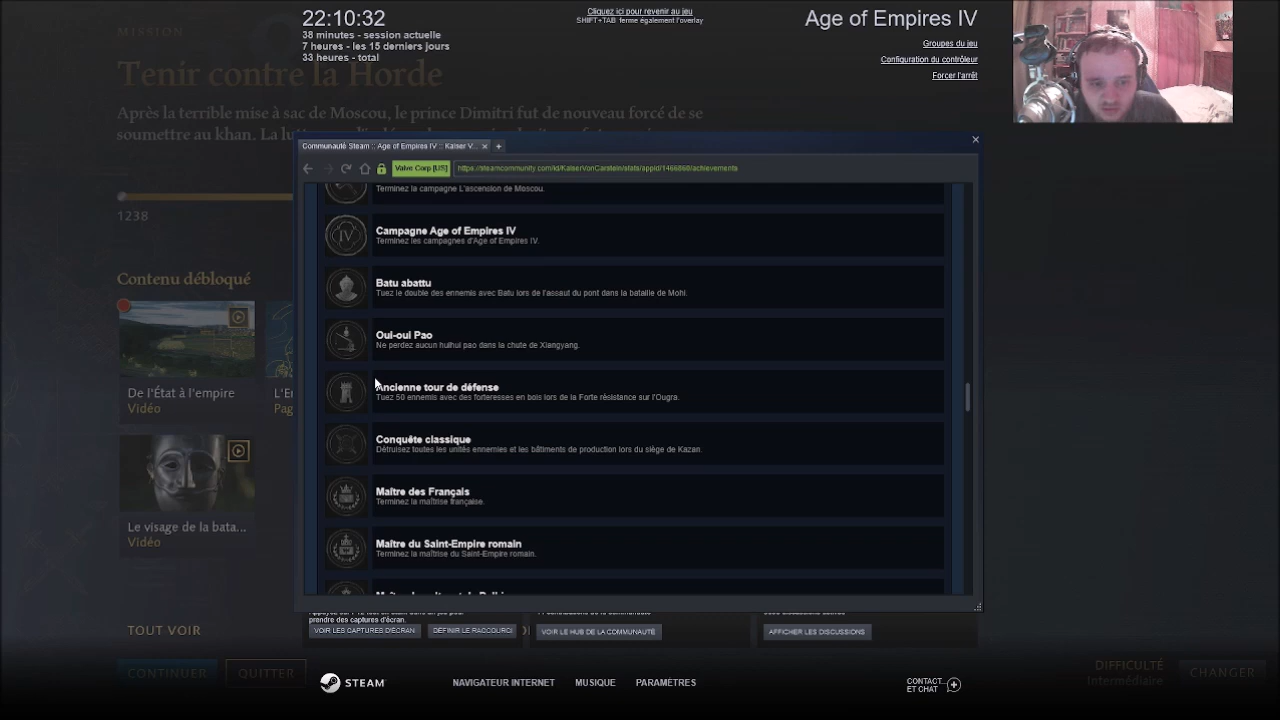 22:10:32
38 minutes - session actuelle
7 heures - les 15 derniers jours
33 heures - total
Cliquez ici pour revenir au jeu
SHIFT+TAB ferme également l'overlay
Age of Empires IV
Groupes du jeu
Configuration du contrôleur
Forcer l'arrêt
MISSION
Tenir contre la Horde
Après la terrible mise à sac de Moscou, le prince Dimitri fut de nouveau forcé de se
soumettre au khan. La
1238
Contenu débloqué
De l'État à l'empire
Vidéo
L'E
Pag
Le visage de la bata...
Vidéo
TOUT VOIR
CONTINUER
QUITTER
Communauté Steam :: Age of Empires IV :: Kaiser V...
Valve Corp [US]
https://steamcommunity.com/id/KaiserVonCarstein/stats/appid/1466860/achievements
Terminez la campagne L'ascension de Moscou.
Campagne Age of Empires IV
Terminez les campagnes d'Age of Empires IV.
Batu abattu
Tuez le double des ennemis avec Batu lors de l'assaut du pont dans la bataille de Mohi.
Oui-oui Pao
Ne perdez aucun huihui pao dans la chute de Xiangyang.
Ancienne tour de défense
Tuez 50 ennemis avec des forteresses en bois lors de la Forte résistance sur l'Ougra.
Conquête classique
Détruisez toutes les unités ennemies et les bâtiments de production lors du siège de Kazan.
Maître des Français
Terminez la maîtrise française.
Maître du Saint-Empire romain
Terminez la maîtrise du Saint-Empire romain.
prendre des captures d'écran.
VOIR LES CAPTURES D'ÉCRAN
DÉFINIR LE RACCOURCI
VOIR LE HUB DE LA COMMUNAUTÉ
AFFICHER LES DISCUSSIONS
STEAM
NAVIGATEUR INTERNET
MUSIQUE
PARAMÈTRES
CONTACT
ET CHAT
DIFFICULTÉ
Intermédiaire
CHANGER